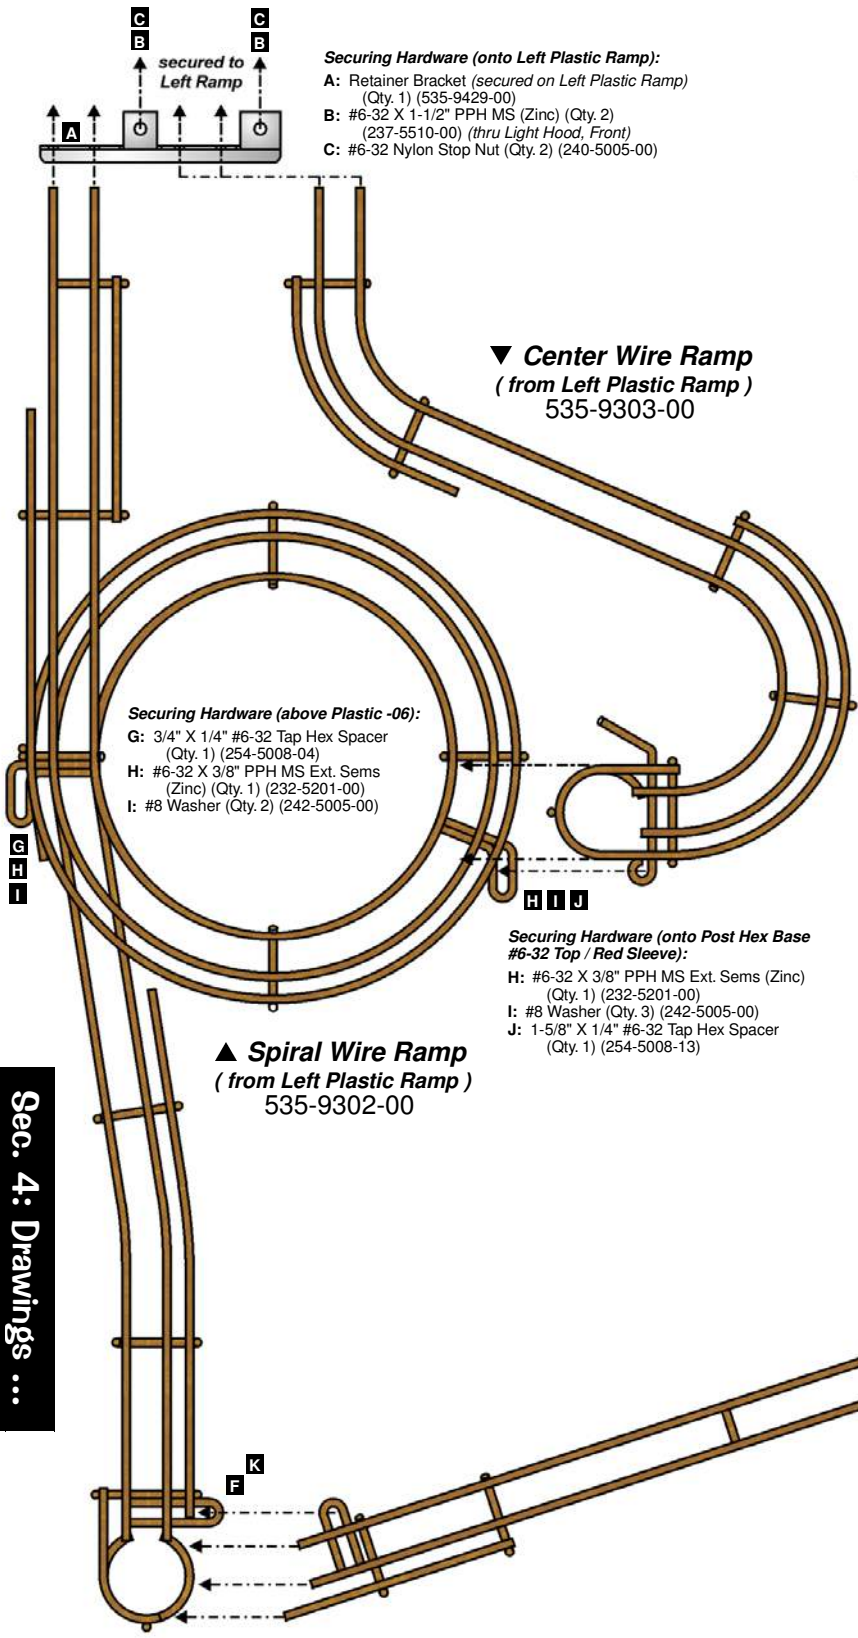 C
C
B
B
secured to
Left Ramp
A
Securing Hardware (onto Left Plastic Ramp):
A: Retainer Bracket (secured on Left Plastic Ramp)
(Qty. 1) (535-9429-00)
B: #6-32 X 1-1/2" PPH MS (Zinc) (Qty. 2)
(237-5510-00) (thru Light Hood, Front)
C: #6-32 Nylon Stop Nut (Qty. 2) (240-5005-00)
▼ Center Wire Ramp
( from Left Plastic Ramp )
535-9303-00
Securing Hardware (above Plastic -06):
G: 3/4" X 1/4" #6-32 Tap Hex Spacer
(Qty. 1) (254-5008-04)
H: #6-32 X 3/8" PPH MS Ext. Sems
(Zinc) (Qty. 1) (232-5201-00)
I: #8 Washer (Qty. 2) (242-5005-00)
G
H
I
H I J
Securing Hardware (onto Post Hex Base
#6-32 Top / Red Sleeve):
H: #6-32 X 3/8" PPH MS Ext. Sems (Zinc)
(Qty. 1) (232-5201-00)
I: #8 Washer (Qty. 3) (242-5005-00)
J: 1-5/8" X 1/4" #6-32 Tap Hex Spacer
(Qty. 1) (254-5008-13)
▲ Spiral Wire Ramp
( from Left Plastic Ramp )
535-9302-00
Sec. 4: Drawings ...
K
F